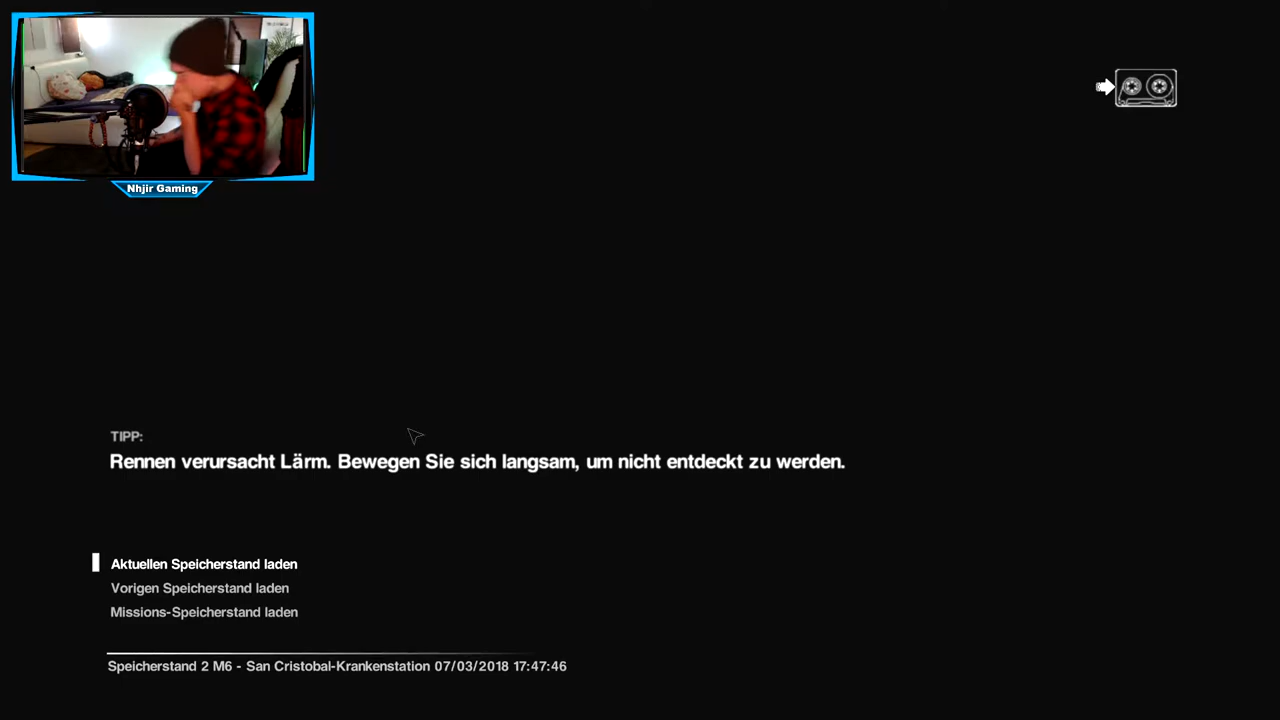 Nhjir Gaming
TIPP:
Rennen verursacht Lärm. Bewegen Sie sich langsam, um nicht entdeckt zu werden.
Aktuellen Speicherstand laden
Vorigen Speicherstand laden
Missions-Speicherstand laden
Speicherstand 2 M6 - San Cristobal-Krankenstation 07/03/2018 17:47:46